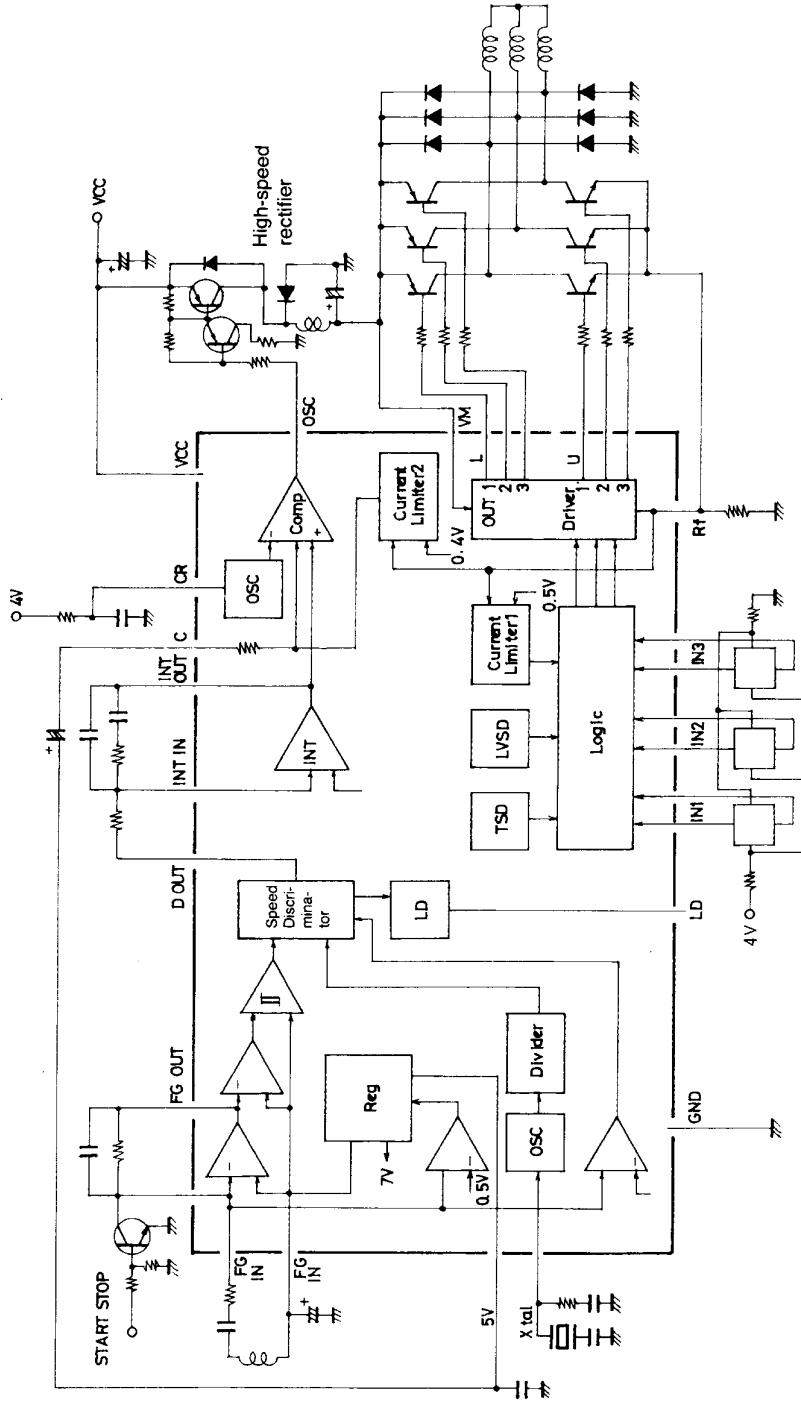 VCC
High-speed
rectifier
4V
VCC
OSC
CR
C
INT
OUT
INT IN
D OUT
FG OUT
START STOP
FG
IN
FG
IN
5V
X tal
OSC
Comp
–
+
INT
Current
Limiter2
0.4V
VM
L
OUT 1
2
3
Driver
U
1
2
3
Rf
Current
Limiter1
0.5V
LVSD
TSD
Logic
IN1
IN2
IN3
4V
Speed
Discrimina-
tor
LD
LD
Reg
7V
0.5V
Divider
OSC
GND